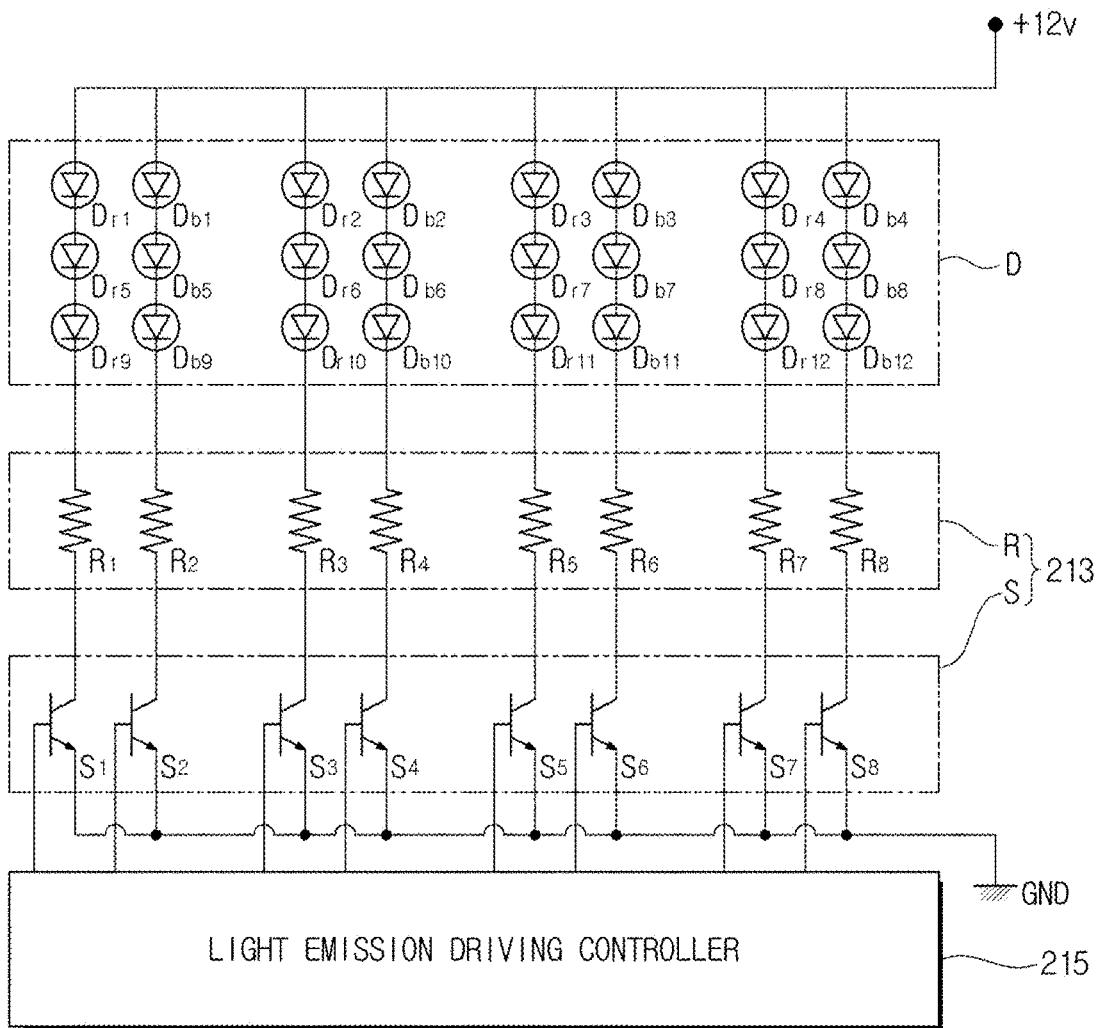 +12v
Dr1 Db1 Dr2 Db2 Dr3 Db3 Dr4 Db4
Dr5 Db5 Dr6 Db6 Dr7 Db7 Dr8 Db8
D
Dr9 Db9 Dr10 Db10 Dr11 Db11 Dr12 Db12
R1 R2 R3 R4 R5 R6 R7 R8
R
213
S
S1 S2 S3 S4 S5 S6 S7 S8
GND
LIGHT EMISSION DRIVING CONTROLLER
215